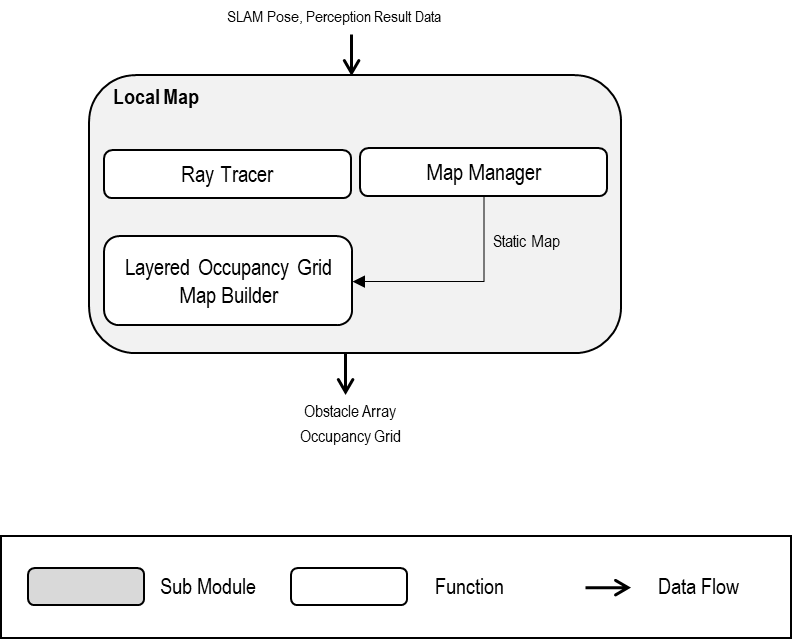 SLAM Pose, Perception Result Data
Local Map
Ray Tracer
Map Manager
Static Map
Layered Occupancy Grid
Map Builder
Obstacle Array
Occupancy Grid
Sub Module
Function
Data Flow